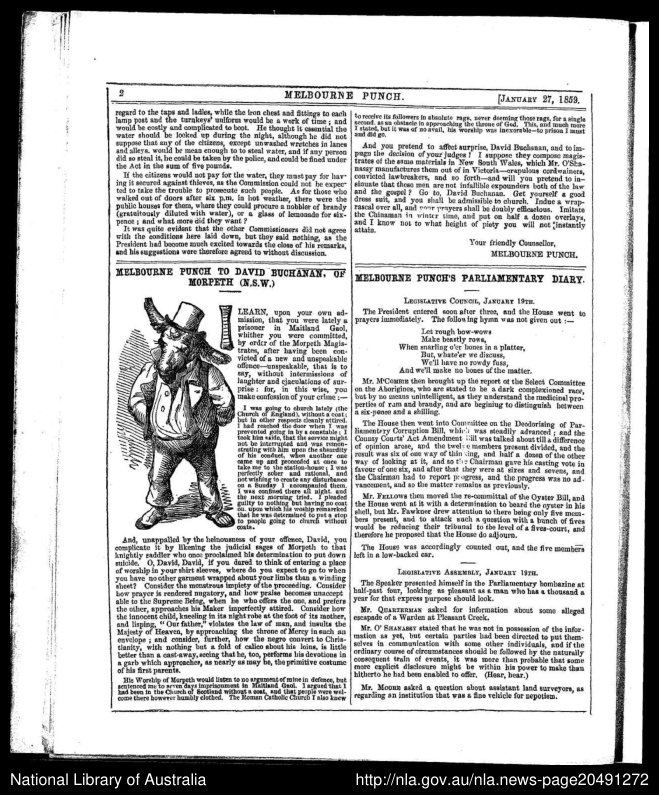 2
MELBOURNE PUNCH.
[JANUARY 27, 1859.
regard to the taps and ladies, while the iron chest and fittings to each
lamp post and the turnkeys' uniform would be a work of time; and
would be costly and complicated to boot. He thought it essential the
water should be locked up during the night, although he did not
suppose that any of the citizens, except unwashed wretches in lanes
and alleys, would be mean enough to steal water, and if any person
did so steal it, he could be taken by the police, and could be fined under
the Act in the sum of five pounds.
If the citizens would not pay for the water, they must pay for hav-
ing it secured against thieves, as the Commission could not be expec-
ted to take the trouble to prosecute such people. As for those who
walked out of doors after six p.m. in hot weather, there were the
public houses for them, where they could procure a nobbler of brandy
(gratuitously diluted with water), or a glass of lemonade for six-
pence; and what more did they want?
It was quite evident that the other Commissioners did not agree
with the conditions here laid down, but they said nothing, as the
President had become much excited towards the close of his remarks,
and his suggestions were therefore agreed to without discussion.
MELBOURNE PUNCH TO DAVID BUCHANAN, OF
MORPETH (N.S.W.)
I LEARN, upon your own ad-
mission, that you were lately a
prisoner in Maitland Gaol,
whither you were committed,
by order of the Morpeth Magis-
trates, after having been con-
victed of a new and unspeakable
offence—unspeakable, that is to
say, without intermissions of
laughter and ejaculations of sur-
prise: for, in this wise, you
make confession of your crime:—
I was going to church lately (the
Church of England), without a coat;
but in other respects cleanly attired.
I had reached the door when I was
prevented going in by a constable; I
took him aside, that the service might
not be interrupted and was remon-
strating with him upon the absurdity
of his conduct, when another one
came up and proceeded at once to
take me to the station-house; I was
perfectly sober and rational, and
not wishing to create any disturbance
on a Sunday I accompanied them.
I was confined there all night, and
the next morning tried. I pleaded
guilty to nothing but having no coat
on, upon which his woship remarked
that he was determined to put a stop
to people going to church without
coats.
And, unappalled by the heinousness of your offence, David, you
complicate it by likening the judicial sages of Morpeth to that
knightly saddler who once proclaimed his determination to put down
suicide. O, David, David, if you dared to think of entering a place
of worship in your shirt sleeves, where do you expect to go to when
you have no other garment wrapped about your limbs than a winding
sheet? Consider the monstrous impiety of the proceeding. Consider
how prayer is rendered nugatory, and how praise becomes unaccept
able to the Supreme Being, when he who offers the one, and prefers
the other, approaches his Maker imperfectly attired. Consider how
the innocent child, kneeling in its night robe at the foot of its mother,
and lisping, "Our father," violates the law of man, and insults the
Majesty of Heaven, by approaching the throne of Mercy in such an
envelope; and consider, further, how the negro convert to Chris-
tianity, with nothing but a fold of calico about his loins, is little
better than a cast-away, seeing that he, too, performs his devotions in
a garb which approaches, as nearly as may be, the primitive costume
of his first parents.
His Worship of Morpeth would listen to no argument of mine in defence, but
sentenced me to seven days imprisonment in Maitland Gaol. I argued that I
had been in the Church of Scotland without a coat, and that people were wel-
come there however humbly clothed. The Roman Catholic Church I also knew
to receive its followers in absolute rags, never deeming those rags, for a single
second, as an obstacle in approaching the throne of God. This, and much more
I stated, but it was of no avail, his worship was inexorable—to prison I must
and did go.
And you pretend to affect surprise, David Buchanan, and to im-
pugn the decision of your judges! I suppose they compose magis-
trates of the same materials in New South Wales, which Mr. O'Sha-
nassy manufactures them out of in Victoria—crapulous cordwainers,
convicted lawbreakers, and so forth—and will you pretend to in-
sinuate that these men are not infallible expounders both of the law
and the gospel? Go to, David Buchanan. Get yourself a good
dress suit, and you shall be admissable to church. Indue a wrap-
rascal over all, and your prayers shall be doubly efficacious. Imitate
the Chinaman in winter time, and put on half a dozen overlays,
and I know not to what height of piety you will not instantly
attain.
Your friendly Counsellor,
MELBOURNE PUNCH.
MELBOURNE PUNCH'S PARLIAMENTARY DIARY.
LEGISLATIVE COUNCIL, JANUARY 19TH.
The President entered soon after three, and the House went to
prayers immediately. The following hymn was not given out:—
Let rough bow-wows
Make beastly rows,
When snarling o'er bones in a platter,
But, whate'er we discuss,
We'll have no rowdy fuss,
And we'll make no bones of the matter.
Mr. M'COMBIE then brought up the report of the Select Committee
on the Aborigines, who are stated to be a dark complexioned race,
but by no means unintelligent, as they understand the medicinal pro-
perties of rum and brandy, and are begining to distinguish between
a six-pence and a shilling.
The House then went into Committee on the Deodorising of Par-
liamentary Corruption Bill, which was steadily advanced; and the
County Courts' Act Amendment Bill was talked about till a difference
of opinion arose, and the twelve members present divided, and the
result was six of one way of thinking, and half a dozen of the other
way of looking at it, and so the Chairman gave his casting vote in
favour of one six, and after that they were at sixes and sevens, and
the Chairman had to report progress, and the progress was no ad-
vancement, and so the matter remains as previously.
Mr. FELLOWS then moved the re-committal of the Oyster Bill, and
the House went at it with a determination to beard the oyster in his
shell, but Mr. Fawkner drew attention to there being only five mem-
bers present, and to attack such a question with a bunch of fives
would be reducing their tribunal to the level of a fives-court, and
therefore he proposed that the House do adjourn.
The House was accordingly counted out, and the five members
left in a low-backed car.
LEGISLATIVE ASSEMBLY, JANUARY 19TH.
The Speaker presented himself in the Parliamentary bombazine at
half-past four, looking as pleasant as a man who has a thousand a
year for that express purpose should look.
Mr. QUARTERMAN asked for information about some alleged
escapade of a Warden at Pleasant Creek.
Mr. O'SHANASSY stated that he was not in possession of the infor-
mation as yet, but certain parties had been directed to put them-
selves in communication with some other individuals, and if the
ordinary course of circumstances should be followed by the naturally
consequent train of events, it was more than probable that some
more explicit disclosure might be within his power to make than
hitherto he had been enabled to offer. (Hear, hear.)
Mr. MOORE asked a question about assistant land surveyors, as
regarding an institution that was a fine vehicle for nepotism.
National Library of Australia
http://nla.gov.au/nla.news-page20491272